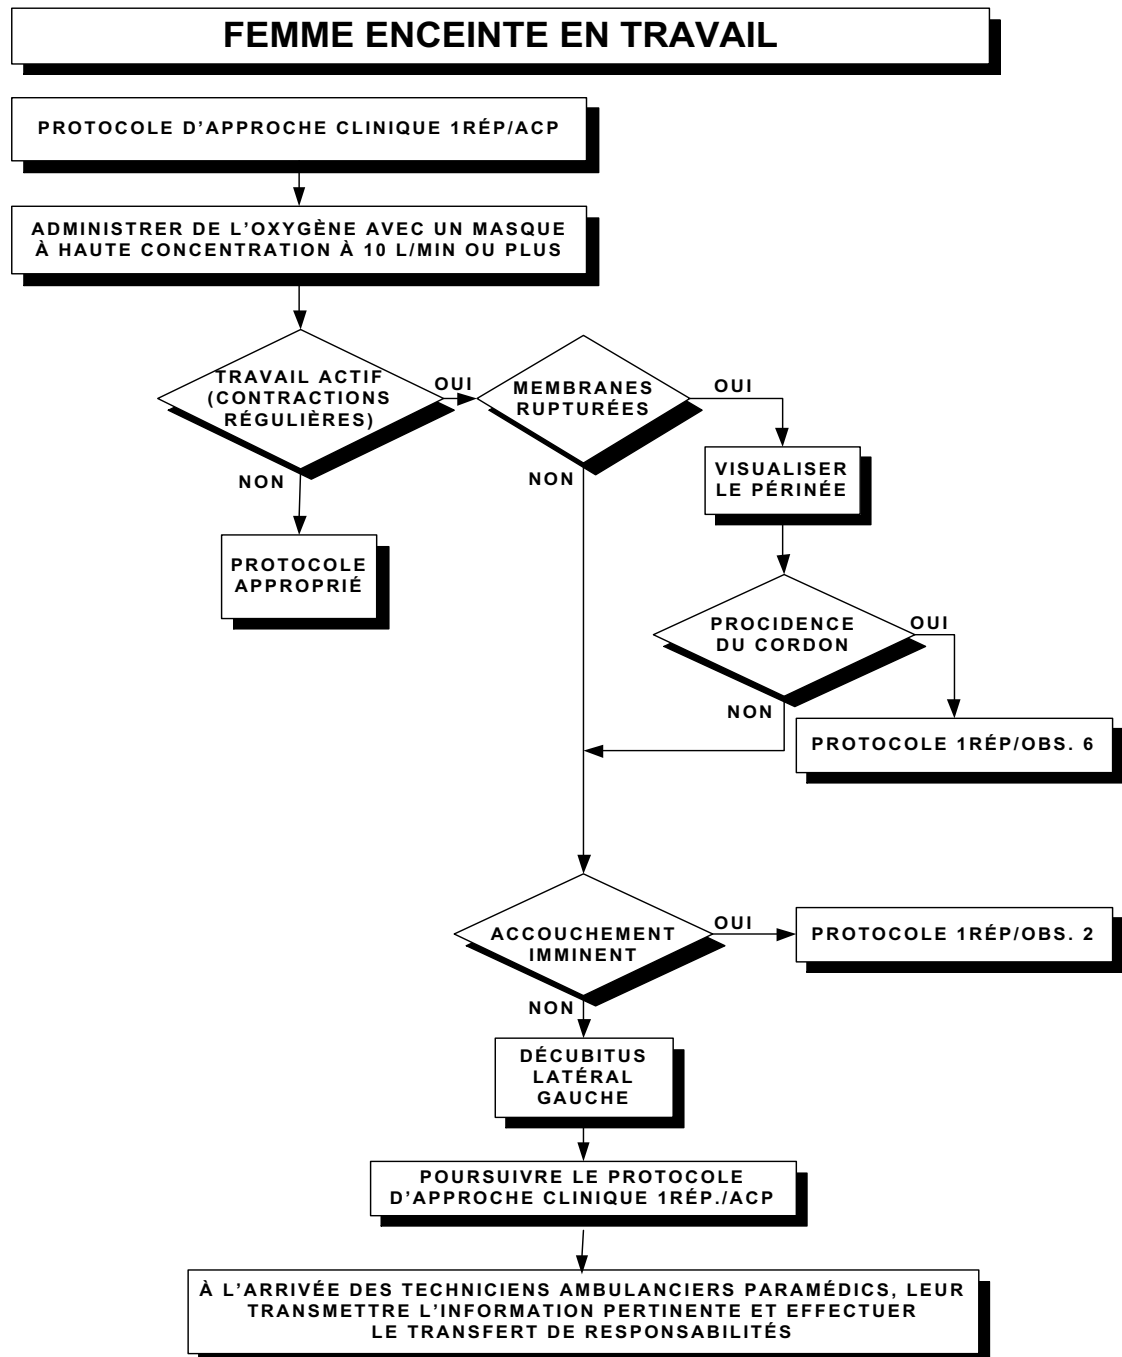 FEMME ENCEINTE EN TRAVAIL
PROTOCOLE D'APPROCHE CLINIQUE 1RÉP/ACP
ADMINISTRER DE L'OXYGÈNE AVEC UN MASQUE
À HAUTE CONCENTRATION À 10 L/MIN OU PLUS
TRAVAIL ACTIF
(CONTRACTIONS
RÉGULIÈRES)
OUI
NON
PROTOCOLE
APPROPRIÉ
MEMBRANES
RUPTURÉES
OUI
NON
VISUALISER
LE PÉRINÉE
PROCIDENCE
DU CORDON
OUI
NON
PROTOCOLE 1RÉP/OBS. 6
ACCOUCHEMENT
IMMINENT
OUI
PROTOCOLE 1RÉP/OBS. 2
NON
DÉCUBITUS
LATÉRAL
GAUCHE
POURSUIVRE LE PROTOCOLE
D'APPROCHE CLINIQUE 1RÉP./ACP
À L'ARRIVÉE DES TECHNICIENS AMBULANCIERS PARAMÉDICS, LEUR
TRANSMETTRE L'INFORMATION PERTINENTE ET EFFECTUER
LE TRANSFERT DE RESPONSABILITÉS